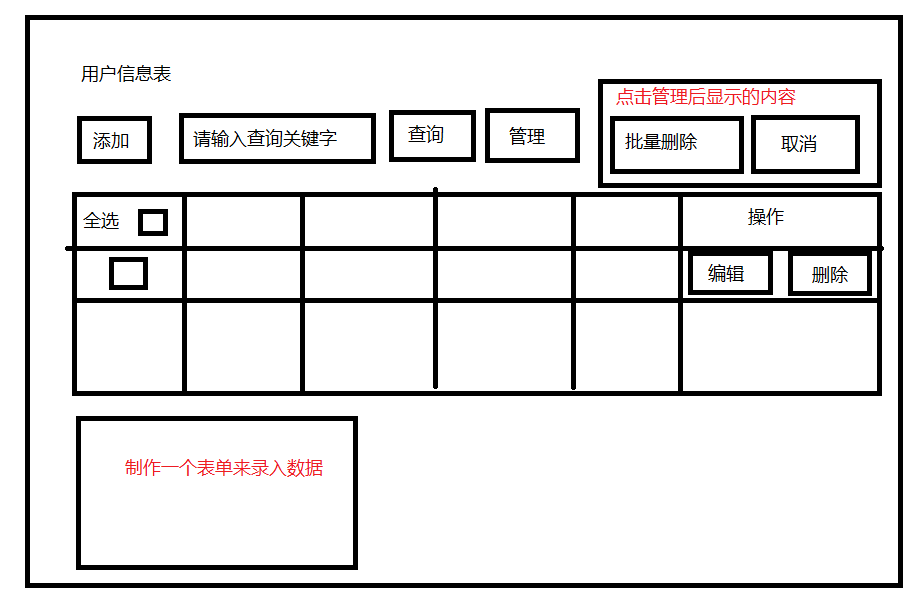 用户信息表
点击管理后显示的内容
添加
请输入查询关键字
查询
管理
批量删除
取消
全选
操作
编辑
删除
制作一个表单来录入数据